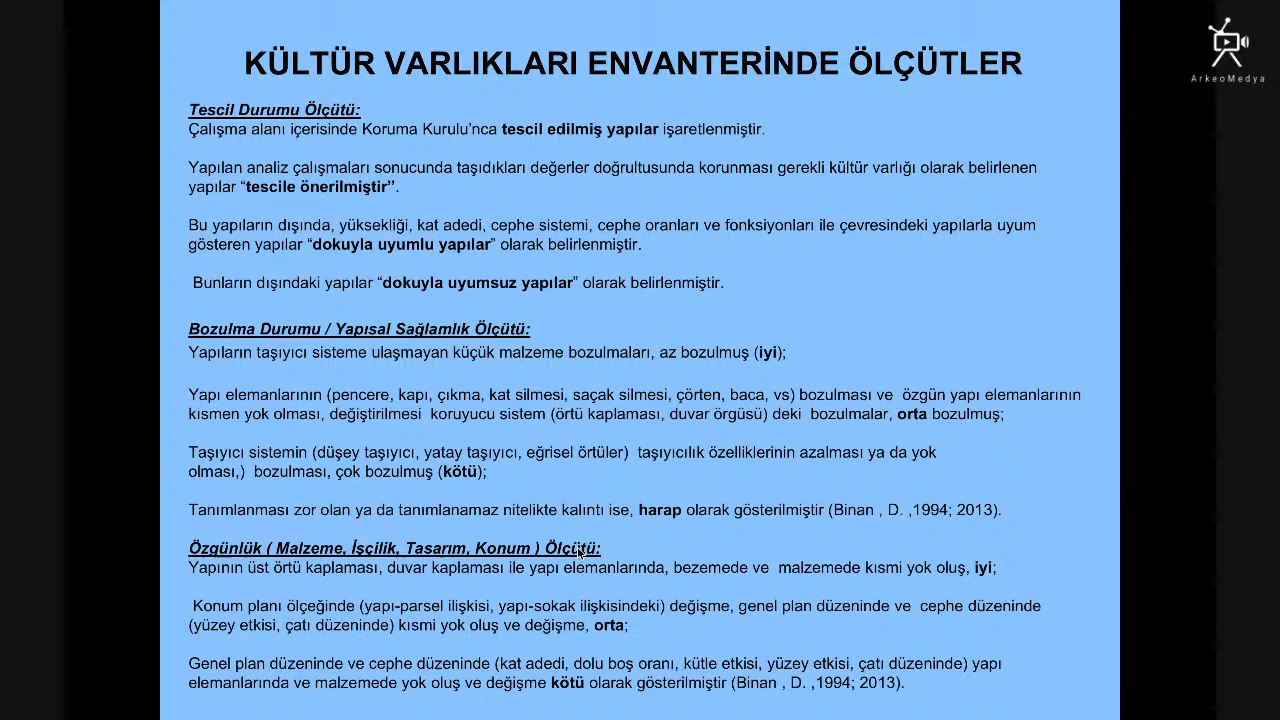 KÜLTÜR VARLIKLARI ENVANTERİNDE ÖLÇÜTLER
ArkeoMedya
Tescil Durumu Ölçütü:
Çalışma alanı içerisinde Koruma Kurulu’nca tescil edilmiş yapılar işaretlenmiştir.
Yapılan analiz çalışmaları sonucunda taşıdıkları değerler doğrultusunda korunması gerekli kültür varlığı olarak belirlenen
yapılar “tescile önerilmiştir”.
Bu yapıların dışında, yüksekliği, kat adedi, cephe sistemi, cephe oranları ve fonksiyonları ile çevresindeki yapılarla uyum
gösteren yapılar “dokuyla uyumlu yapılar” olarak belirlenmiştir.
Bunların dışındaki yapılar “dokuyla uyumsuz yapılar” olarak belirlenmiştir.
Bozulma Durumu / Yapısal Sağlamlık Ölçütü:
Yapıların taşıyıcı sisteme ulaşmayan küçük malzeme bozulmaları, az bozulmuş (iyi);
Yapı elemanlarının (pencere, kapı, çıkma, kat silmesi, saçak silmesi, çörten, baca, vs) bozulması ve  özgün yapı elemanlarının
kısmen yok olması, değiştirilmesi  koruyucu sistem (örtü kaplaması, duvar örgüsü) deki  bozulmalar, orta bozulmuş;
Taşıyıcı sistemin (düşey taşıyıcı, yatay taşıyıcı, eğrisel örtüler)  taşıyıcılık özelliklerinin azalması ya da yok
olması,)  bozulması, çok bozulmuş (kötü);
Tanımlanması zor olan ya da tanımlanamaz nitelikte kalıntı ise, harap olarak gösterilmiştir (Binan , D. ,1994; 2013).
Özgünlük ( Malzeme, İşçilik, Tasarım, Konum ) Ölçütü:
Yapının üst örtü kaplaması, duvar kaplaması ile yapı elemanlarında, bezemede ve  malzemede kısmi yok oluş, iyi;
Konum planı ölçeğinde (yapı-parsel ilişkisi, yapı-sokak ilişkisindeki) değişme, genel plan düzeninde ve  cephe düzeninde
(yüzey etkisi, çatı düzeninde) kısmi yok oluş ve değişme, orta;
Genel plan düzeninde ve cephe düzeninde (kat adedi, dolu boş oranı, kütle etkisi, yüzey etkisi, çatı düzeninde) yapı
elemanlarında ve malzemede yok oluş ve değişme kötü olarak gösterilmiştir (Binan , D. ,1994; 2013).